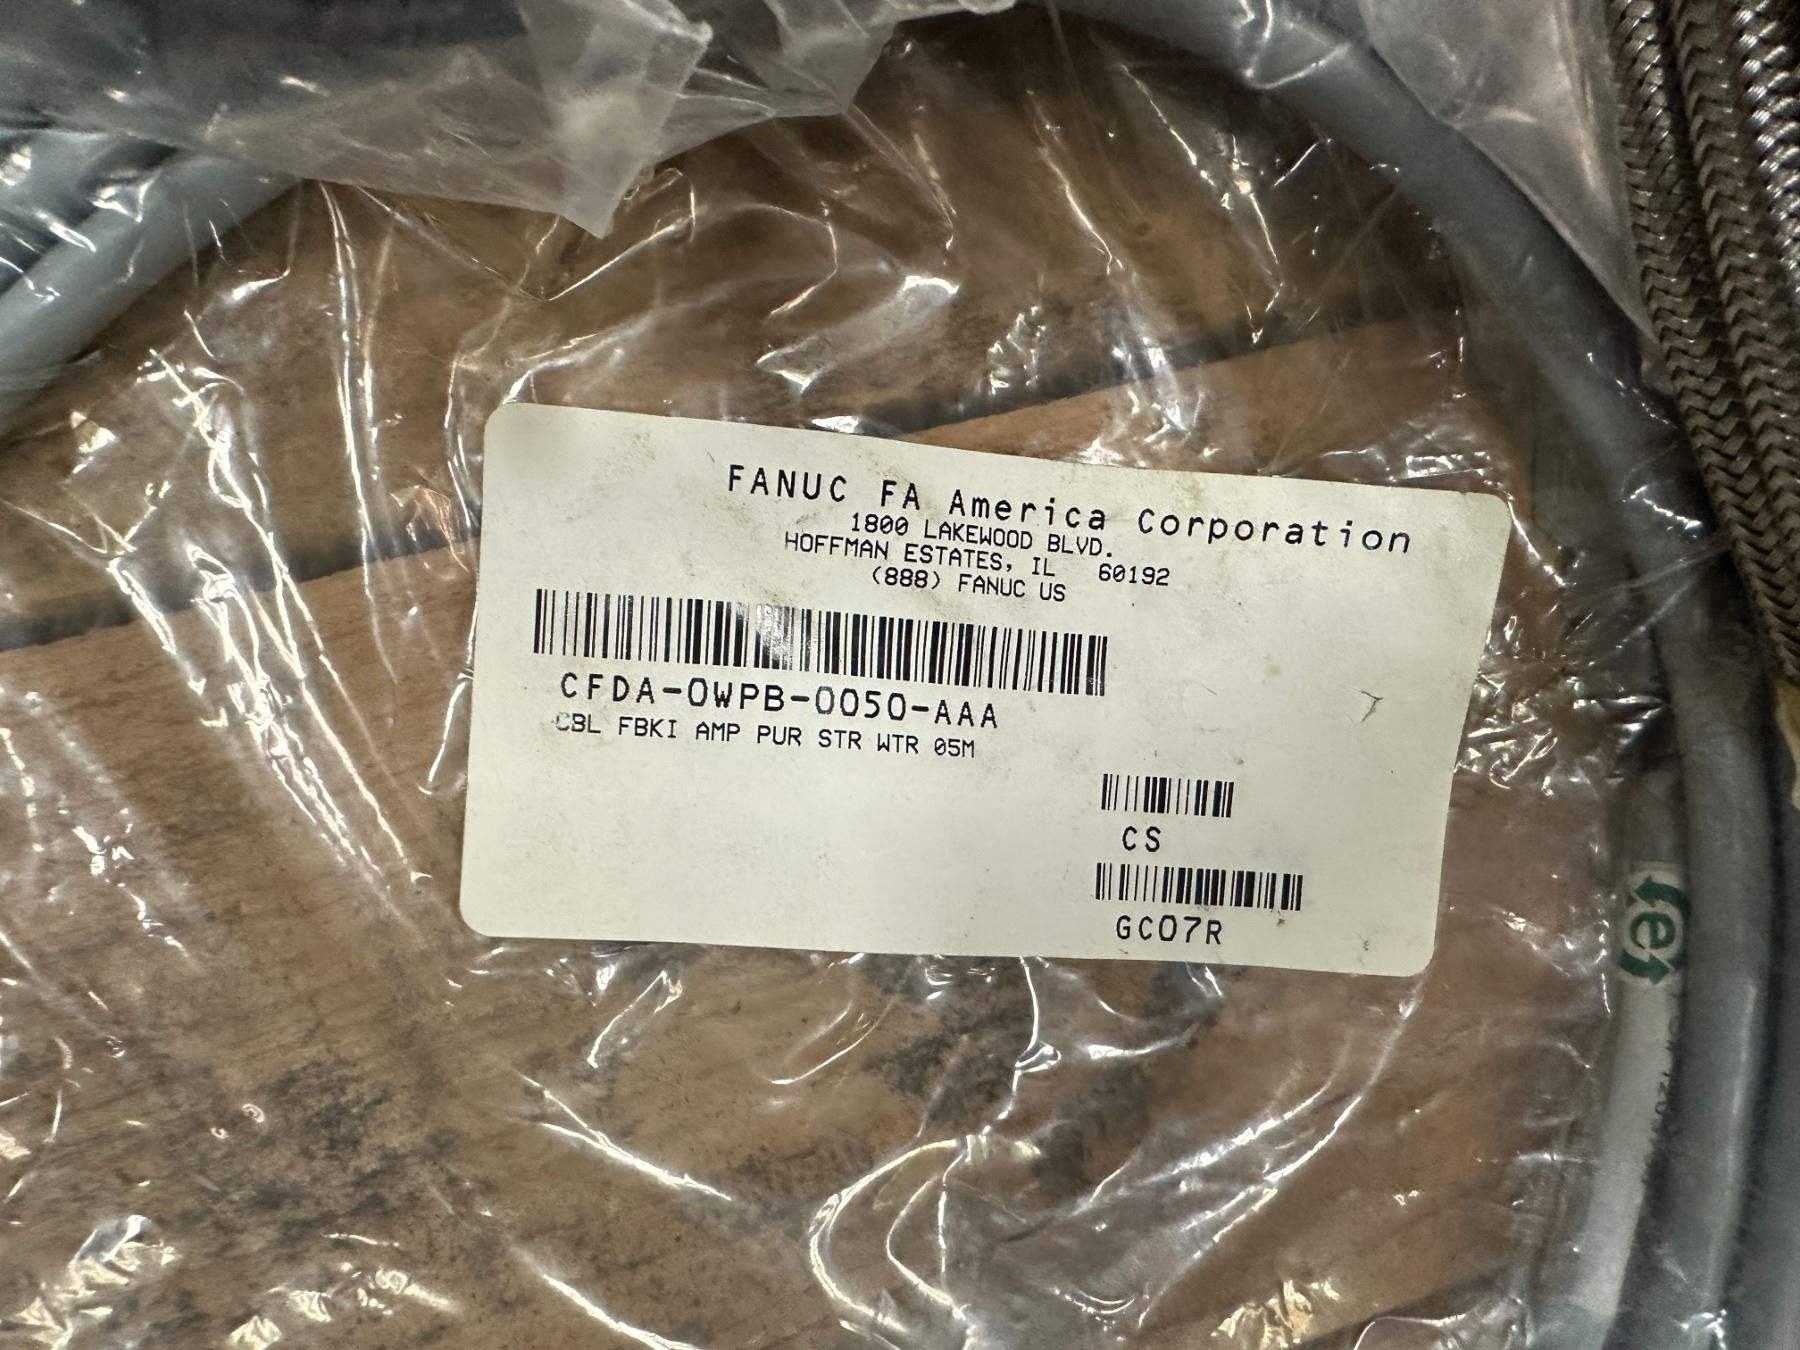 FANUC FA America Corporation
1800 LAKEWOOD BLVD.
HOFFMAN ESTATES, IL 60192
(888) FANUC US
CFDA-0WPB-0050-AAA
CBL FBKI AMP PUR STR WTR 05M
CS
GC07R
e